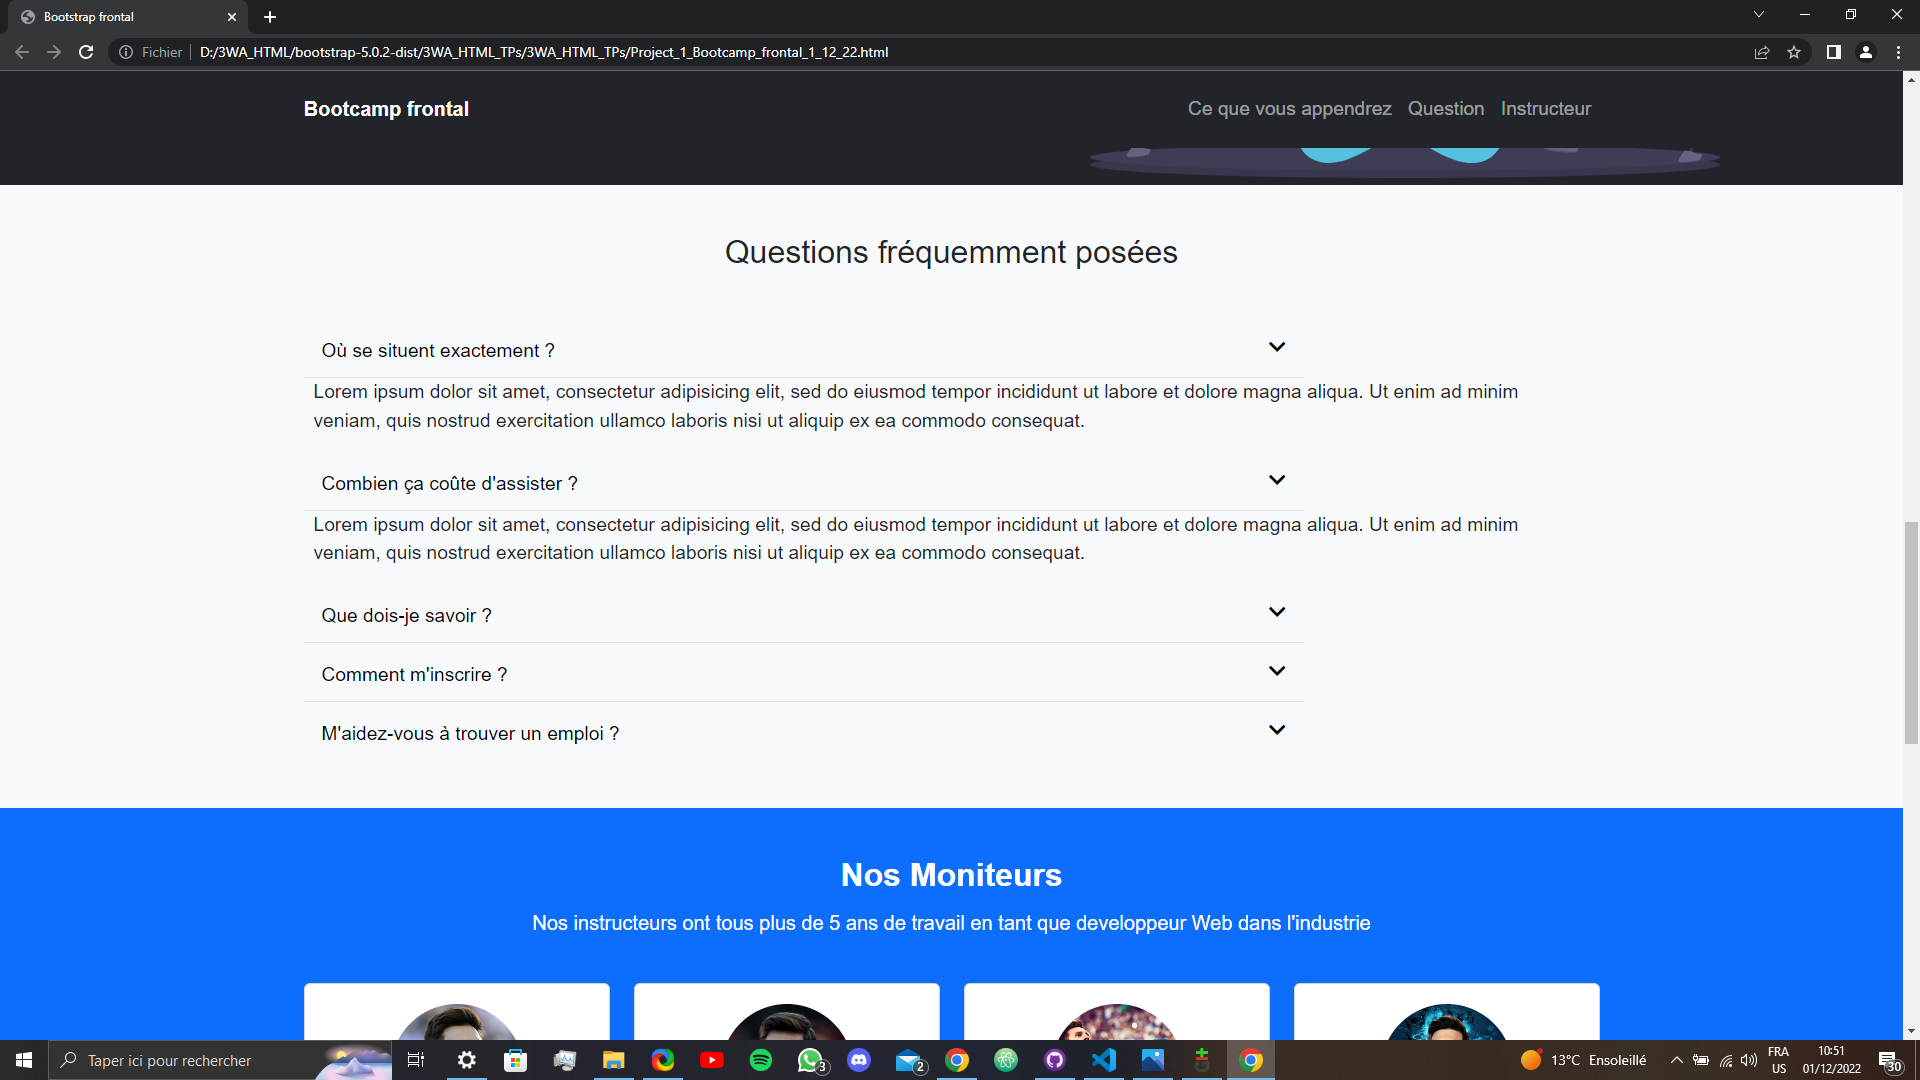 Bootstrap frontal
Fichier
D:/3WA_HTML/bootstrap-5.0.2-dist/3WA_HTML_TPs/3WA_HTML_TPs/Project_1_Bootcamp_frontal_1_12_22.html
Bootcamp frontal
Ce que vous appendrez Question Instructeur
Questions fréquemment posées
Où se situent exactement ?
Lorem ipsum dolor sit amet, consectetur adipisicing elit, sed do eiusmod tempor incididunt ut labore et dolore magna aliqua. Ut enim ad minim
veniam, quis nostrud exercitation ullamco laboris nisi ut aliquip ex ea commodo consequat.
Combien ça coûte d'assister ?
Lorem ipsum dolor sit amet, consectetur adipisicing elit, sed do eiusmod tempor incididunt ut labore et dolore magna aliqua. Ut enim ad minim
veniam, quis nostrud exercitation ullamco laboris nisi ut aliquip ex ea commodo consequat.
Que dois-je savoir ?
Comment m'inscrire ?
M'aidez-vous à trouver un emploi ?
Nos Moniteurs
Nos instructeurs ont tous plus de 5 ans de travail en tant que developpeur Web dans l'industrie
Taper ici pour rechercher
3
2
13°C Ensoleillé
FRA
US
10:51
01/12/2022
30